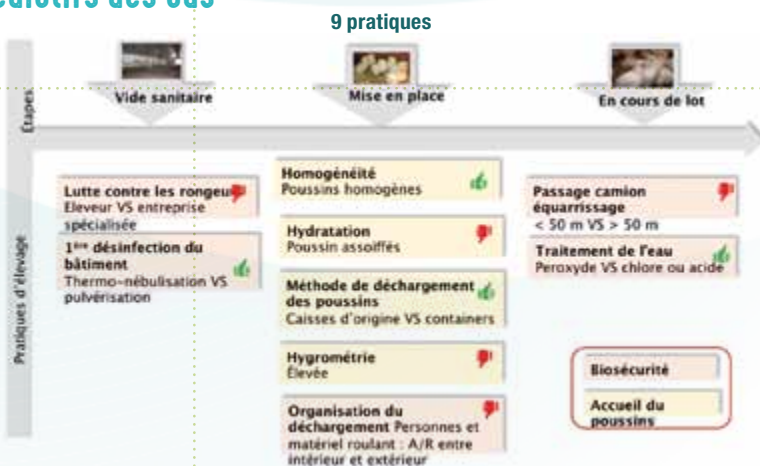 9 pratiques
Étapes
Vide sanitaire
Mise en place
En cours de lot
Pratiques d'élevage
Lutte contre les rongeu
Eleveur VS entreprise
spécialisée
1ère désinfection du
bâtiment
Thermo-nébulisation VS
pulvérisation
Homogénéité
Poussins homogènes
Hydratation
Poussin assoiffés
Méthode de déchargement
des poussins
Caisses d'origine VS containers
Hygrométrie
Élevée
Organisation du
déchargement Personnes et
matériel roulant : A/R entre
intérieur et extérieur
Passage camion
équarrissage
< 50 m VS > 50 m
Traitement de l'eau
Peroxyde VS chlore ou acide
Biosécurité
Accueil du
poussins